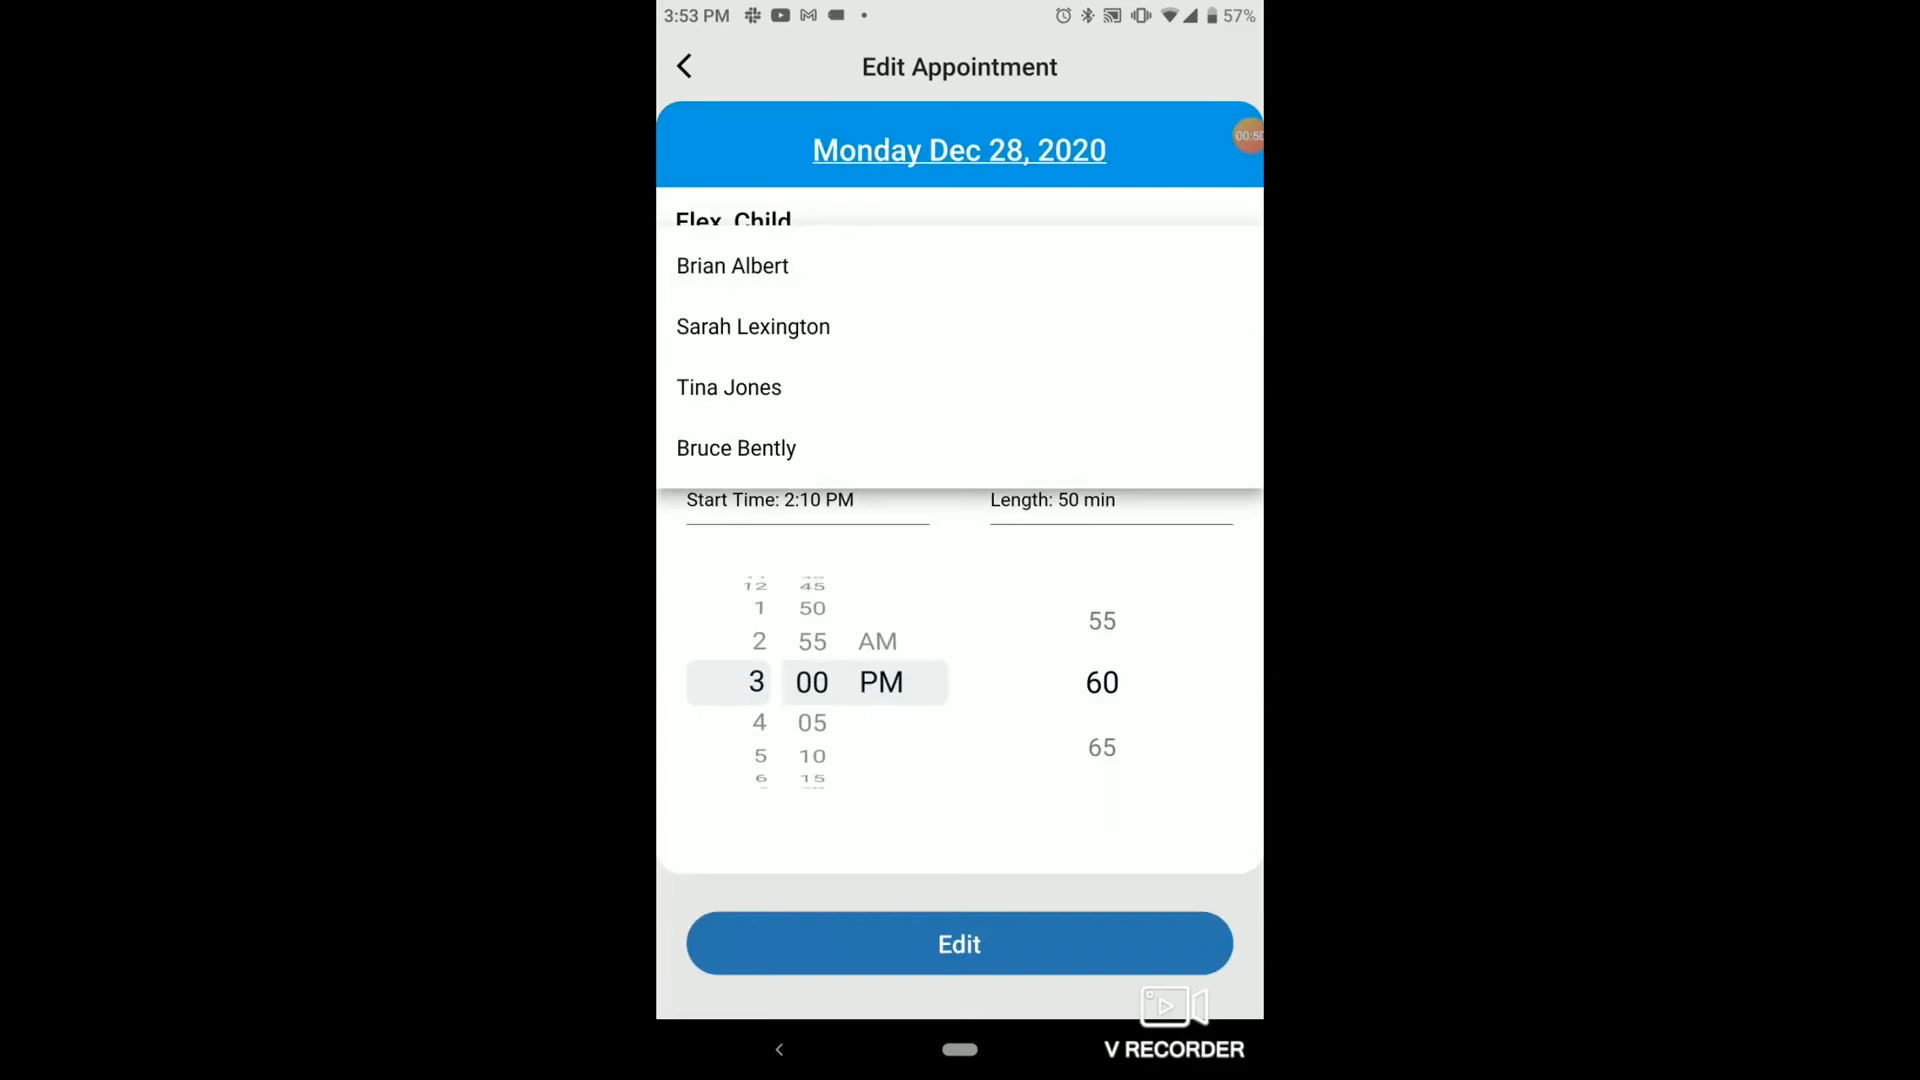 3:53 PM
57%
Edit Appointment
Monday Dec 28, 2020
00:50
Flex, Child
Brian Albert
Sarah Lexington
Tina Jones
Bruce Bently
Start Time: 2:10 PM
Length: 50 min
12 45
1 50
2 55 AM
55
3 00 PM
60
4 05
65
5 10
6 15
Edit
V RECORDER